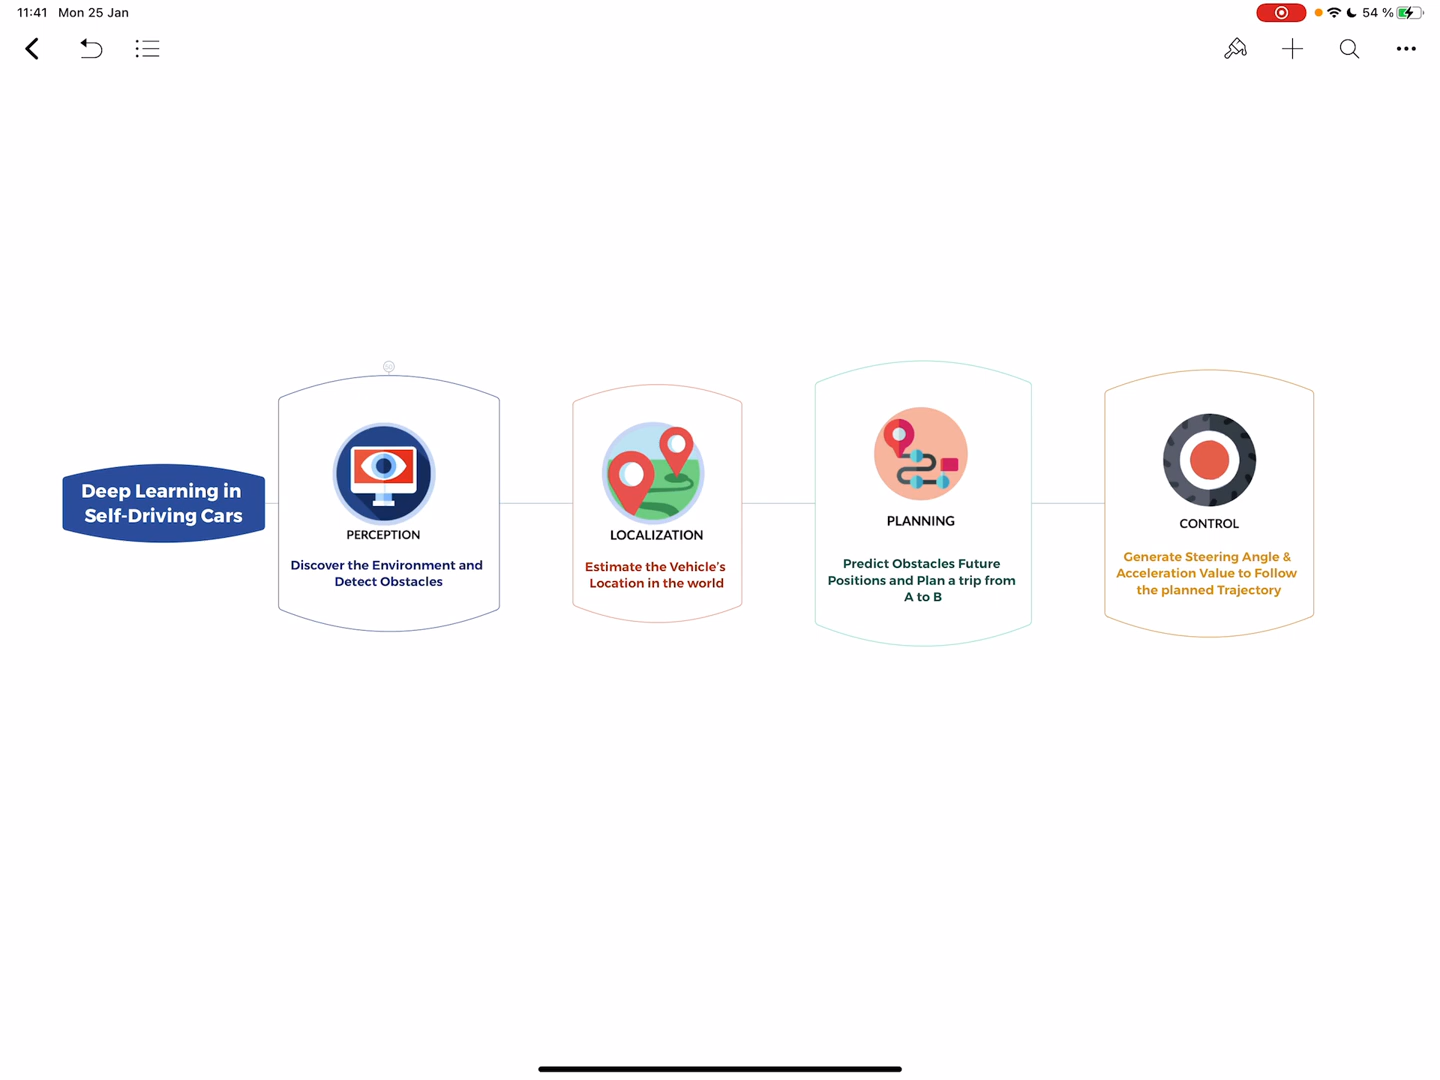 11:41 Mon 25 Jan
54 %
Deep Learning in
Self-Driving Cars
PERCEPTION
Discover the Environment and
Detect Obstacles
LOCALIZATION
Estimate the Vehicle's
Location in the world
PLANNING
Predict Obstacles Future
Positions and Plan a trip from
A to B
CONTROL
Generate Steering Angle &
Acceleration Value to Follow
the planned Trajectory